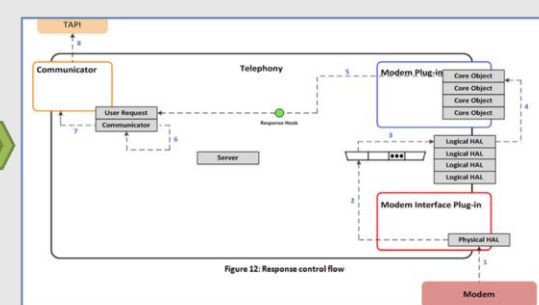 TAPI
8
Communicator
Telephony
Modem Plug-in
5
Core Object
Core Object
Core Object
Core Object
User Request
Communicator
Response Hook
7
6
4
3
Logical HAL
Logical HAL
Logical HAL
Logical HAL
Server
2
Modem Interface Plug-in
Physical HAL
1
Figure 12: Response control flow
Modem